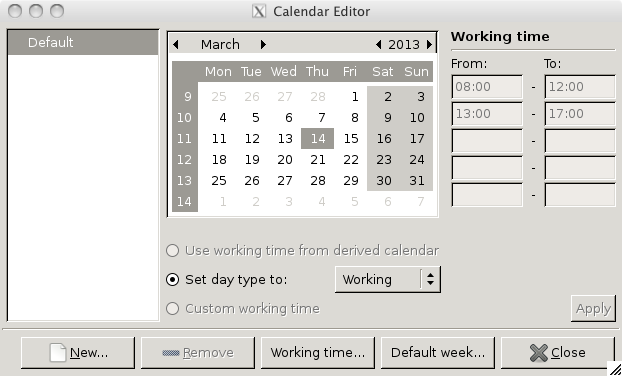 Calendar Editor
Default
March 2013
Mon Tue Wed Thu Fri Sat Sun
9 25 26 27 28 1 2 3
10 4 5 6 7 8 9 10
11 11 12 13 14 15 16 17
12 18 19 20 21 22 23 24
13 25 26 27 28 29 30 31
14 1 2 3 4 5 6 7
Use working time from derived calendar
Set day type to: Working
Custom working time
Working time
From: To:
08:00 - 12:00
13:00 - 17:00
-
-
-
Apply
New... Remove Working time... Default week... Close